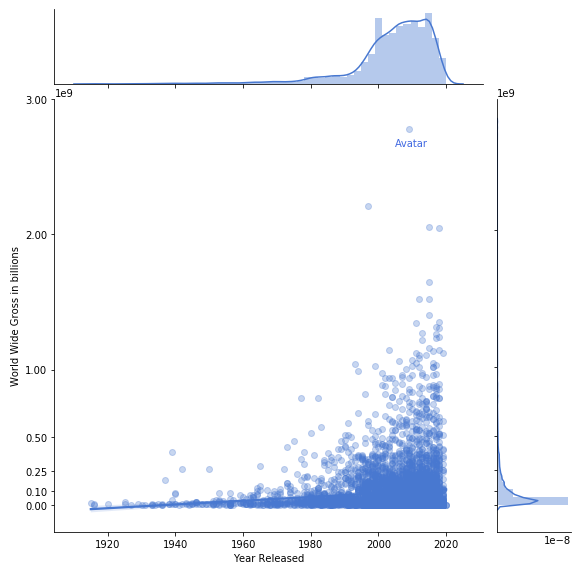 1e9
1e9
3.00
Avatar
2.00
World Wide Gross in billions
1.00
0.50
0.25
0.10
0.00
1e−8
1920 1940 1960 1980 2000 2020
Year Released